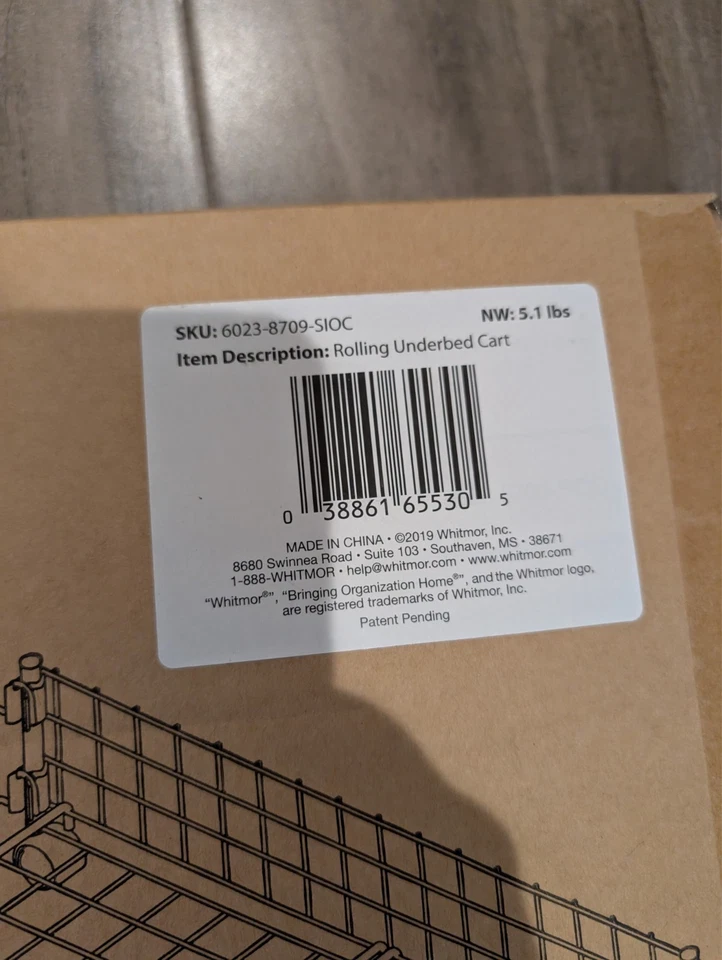 SKU: 6023-8709-SIOC
NW: 5.1 lbs
Item Description: Rolling Underbed Cart
0 38861 65530 5
MADE IN CHINA • ©2019 Whitmor, Inc.
8680 Swinnea Road • Suite 103 • Southaven, MS • 38671
1-888-WHITMOR • help@whitmor.com • www.whitmor.com
“Whitmor®”, “Bringing Organization Home®”, and the Whitmor logo,
are registered trademarks of Whitmor, Inc.
Patent Pending